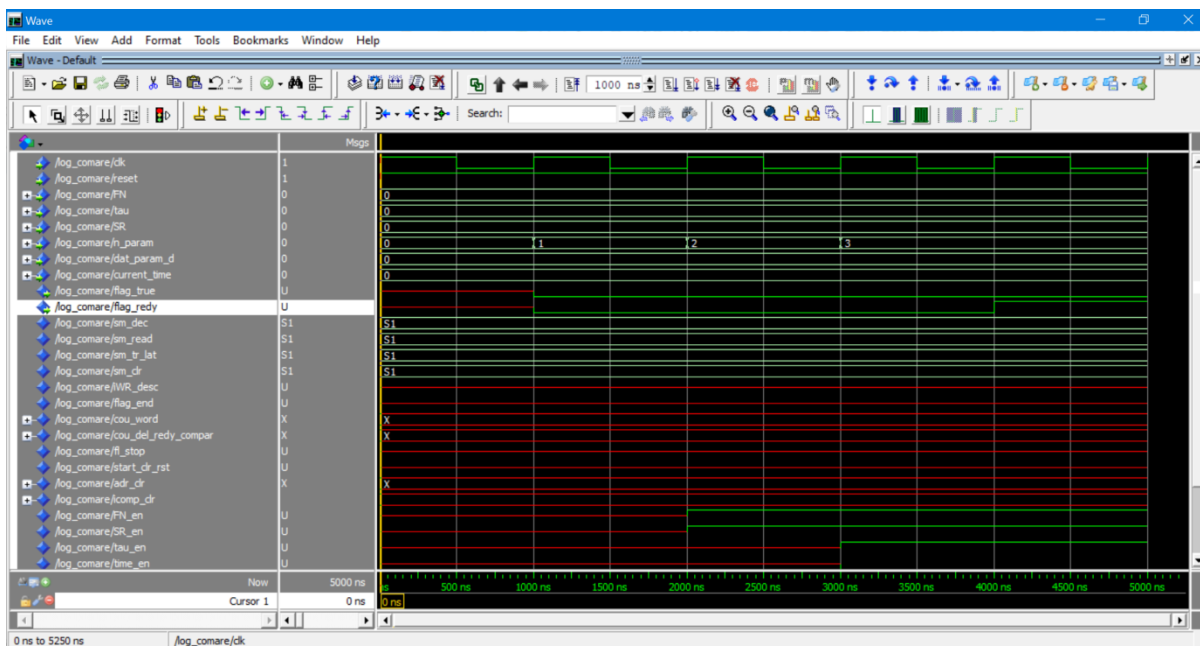 Wave
File Edit View Add Format Tools Bookmarks Window Help
Wave - Default
1000 ns
Search:
Msgs
/log_comare/clk 1
/log_comare/reset 1
/log_comare/FN 0 0
/log_comare/tau 0 0
/log_comare/SR 0 0
/log_comare/n_param 0 0 1 2 3
/log_comare/dat_param_d 0 0
/log_comare/current_time 0 0
/log_comare/flag_true U
/log_comare/flag_redy U
/log_comare/sm_dec S1 S1
/log_comare/sm_read S1 S1
/log_comare/sm_tr_lat S1 S1
/log_comare/sm_clr S1 S1
/log_comare/iWR_desc U
/log_comare/flag_end U
/log_comare/cou_word X X
/log_comare/cou_del_redy_compar X X
/log_comare/fl_stop U
/log_comare/start_clr_rst U
/log_comare/adr_clr X X
/log_comare/icomp_clr
/log_comare/FN_en U
/log_comare/SR_en U
/log_comare/tau_en U
/log_comare/time_en U
Now 5000 ns ns 500 ns 1000 ns 1500 ns 2000 ns 2500 ns 3000 ns 3500 ns 4000 ns 4500 ns 5000 ns
Cursor 1 0 ns 0 ns
0 ns to 5250 ns /log_comare/clk